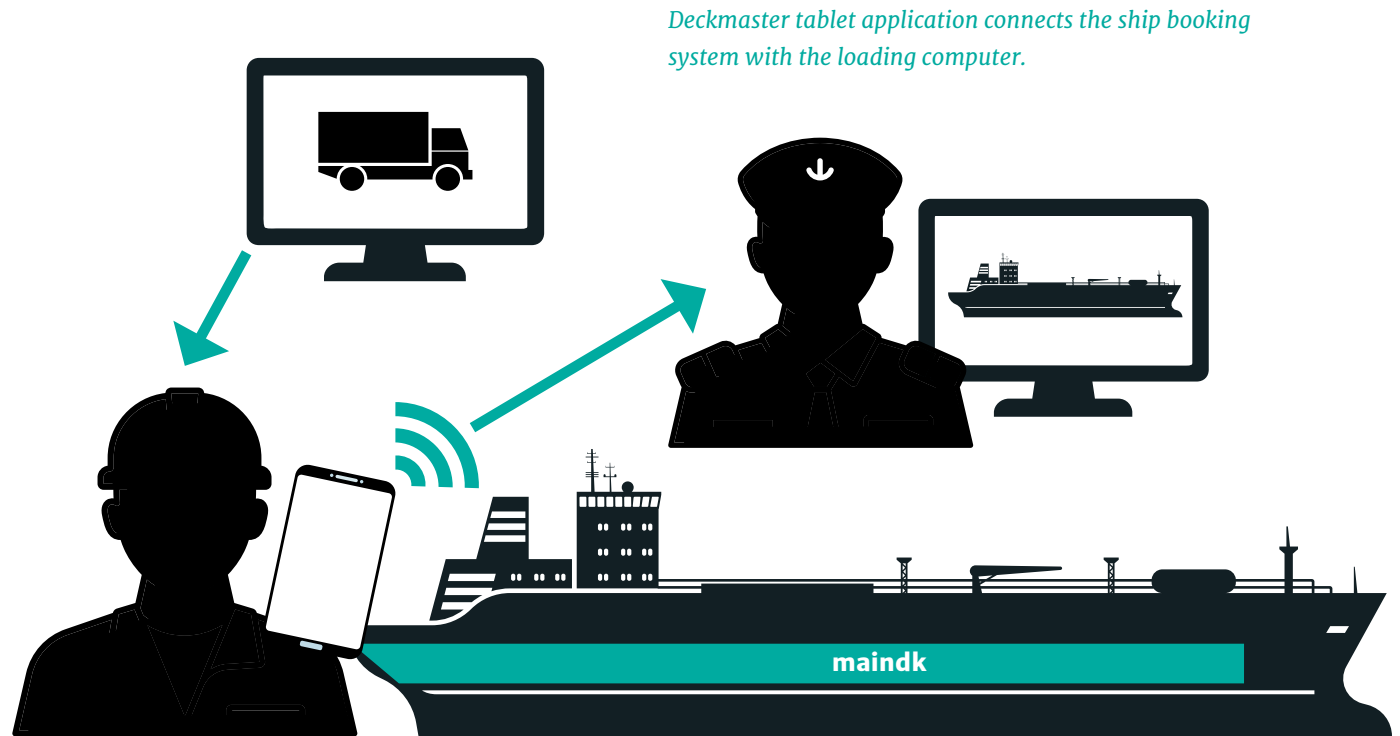 Deckmaster tablet application connects the ship booking
system with the loading computer.
maindk